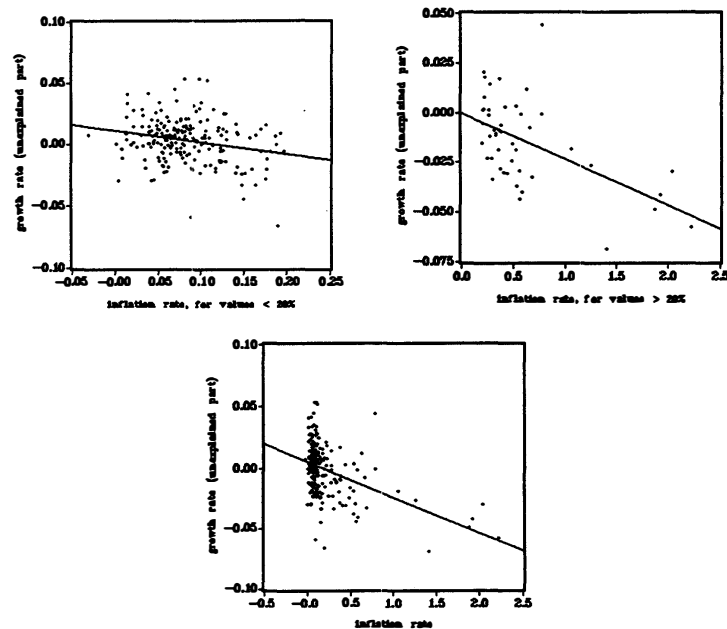 0.10
0.05
0.00
−0.05
−0.10
growth rate (unexplained part)
−0.05 −0.00 0.05 0.10 0.15 0.20 0.25
inflation rate, for values < 20%
0.050
0.025
0.000
−0.025
−0.050
−0.075
growth rate (unexplained part)
0.0 0.5 1.0 1.5 2.0 2.5
inflation rate, for values > 20%
0.10
0.05
0.00
−0.05
−0.10
growth rate (unexplained part)
−0.5 −0.0 0.5 1.0 1.5 2.0 2.5
inflation rate